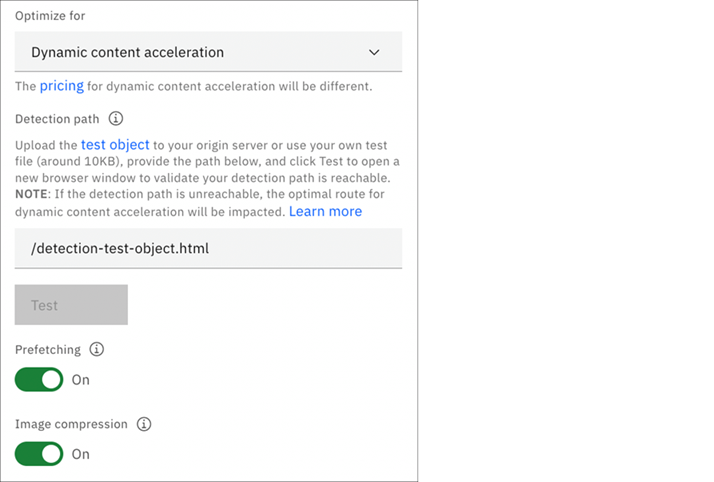 Optimize for
Dynamic content acceleration
The pricing for dynamic content acceleration will be different.
Detection path
Upload the test object to your origin server or use your own test
file (around 10KB), provide the path below, and click Test to open a
new browser window to validate your detection path is reachable.
NOTE: If the detection path is unreachable, the optimal route for
dynamic content acceleration will be impacted. Learn more
/detection-test-object.html
Test
Prefetching
On
Image compression
On